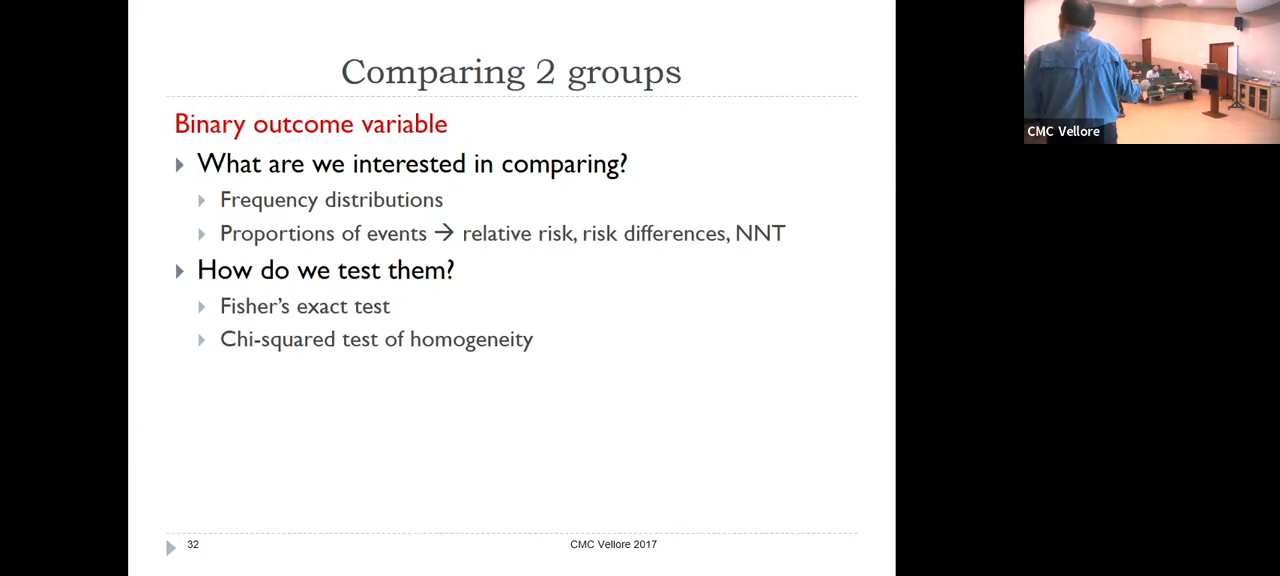 Comparing 2 groups
Binary outcome variable
What are we interested in comparing?
Frequency distributions
Proportions of events → relative risk, risk differences, NNT
How do we test them?
Fisher's exact test
Chi-squared test of homogeneity
32
CMC Vellore 2017
CMC Vellore